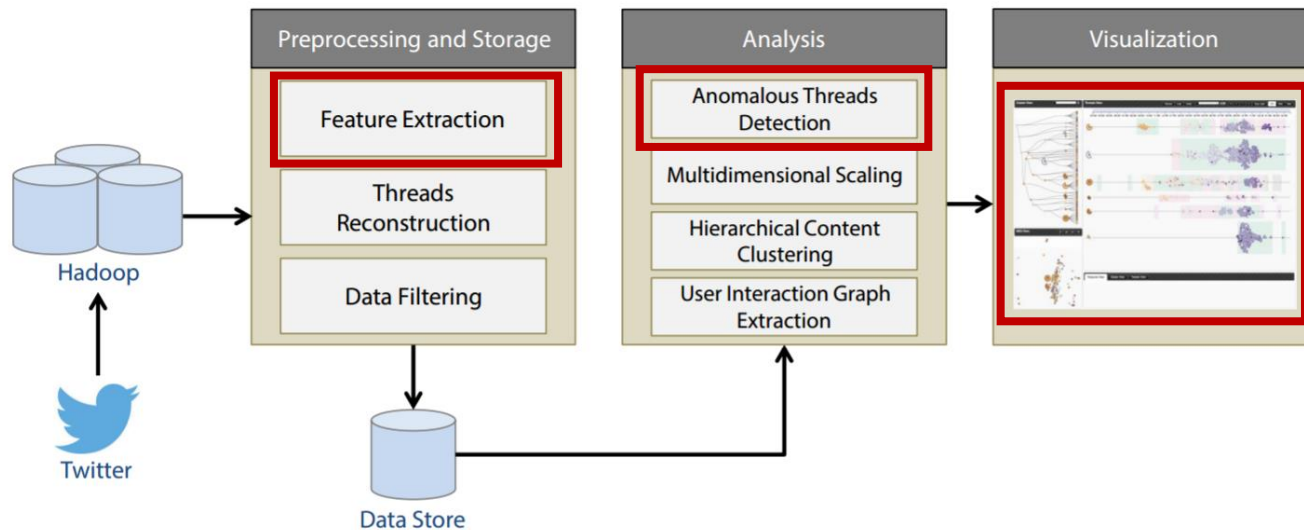 Preprocessing and Storage
Feature Extraction
Threads
Reconstruction
Data Filtering
Analysis
Anomalous Threads
Detection
Multidimensional Scaling
Hierarchical Content
Clustering
User Interaction Graph
Extraction
Visualization
Hadoop
Twitter
Data Store